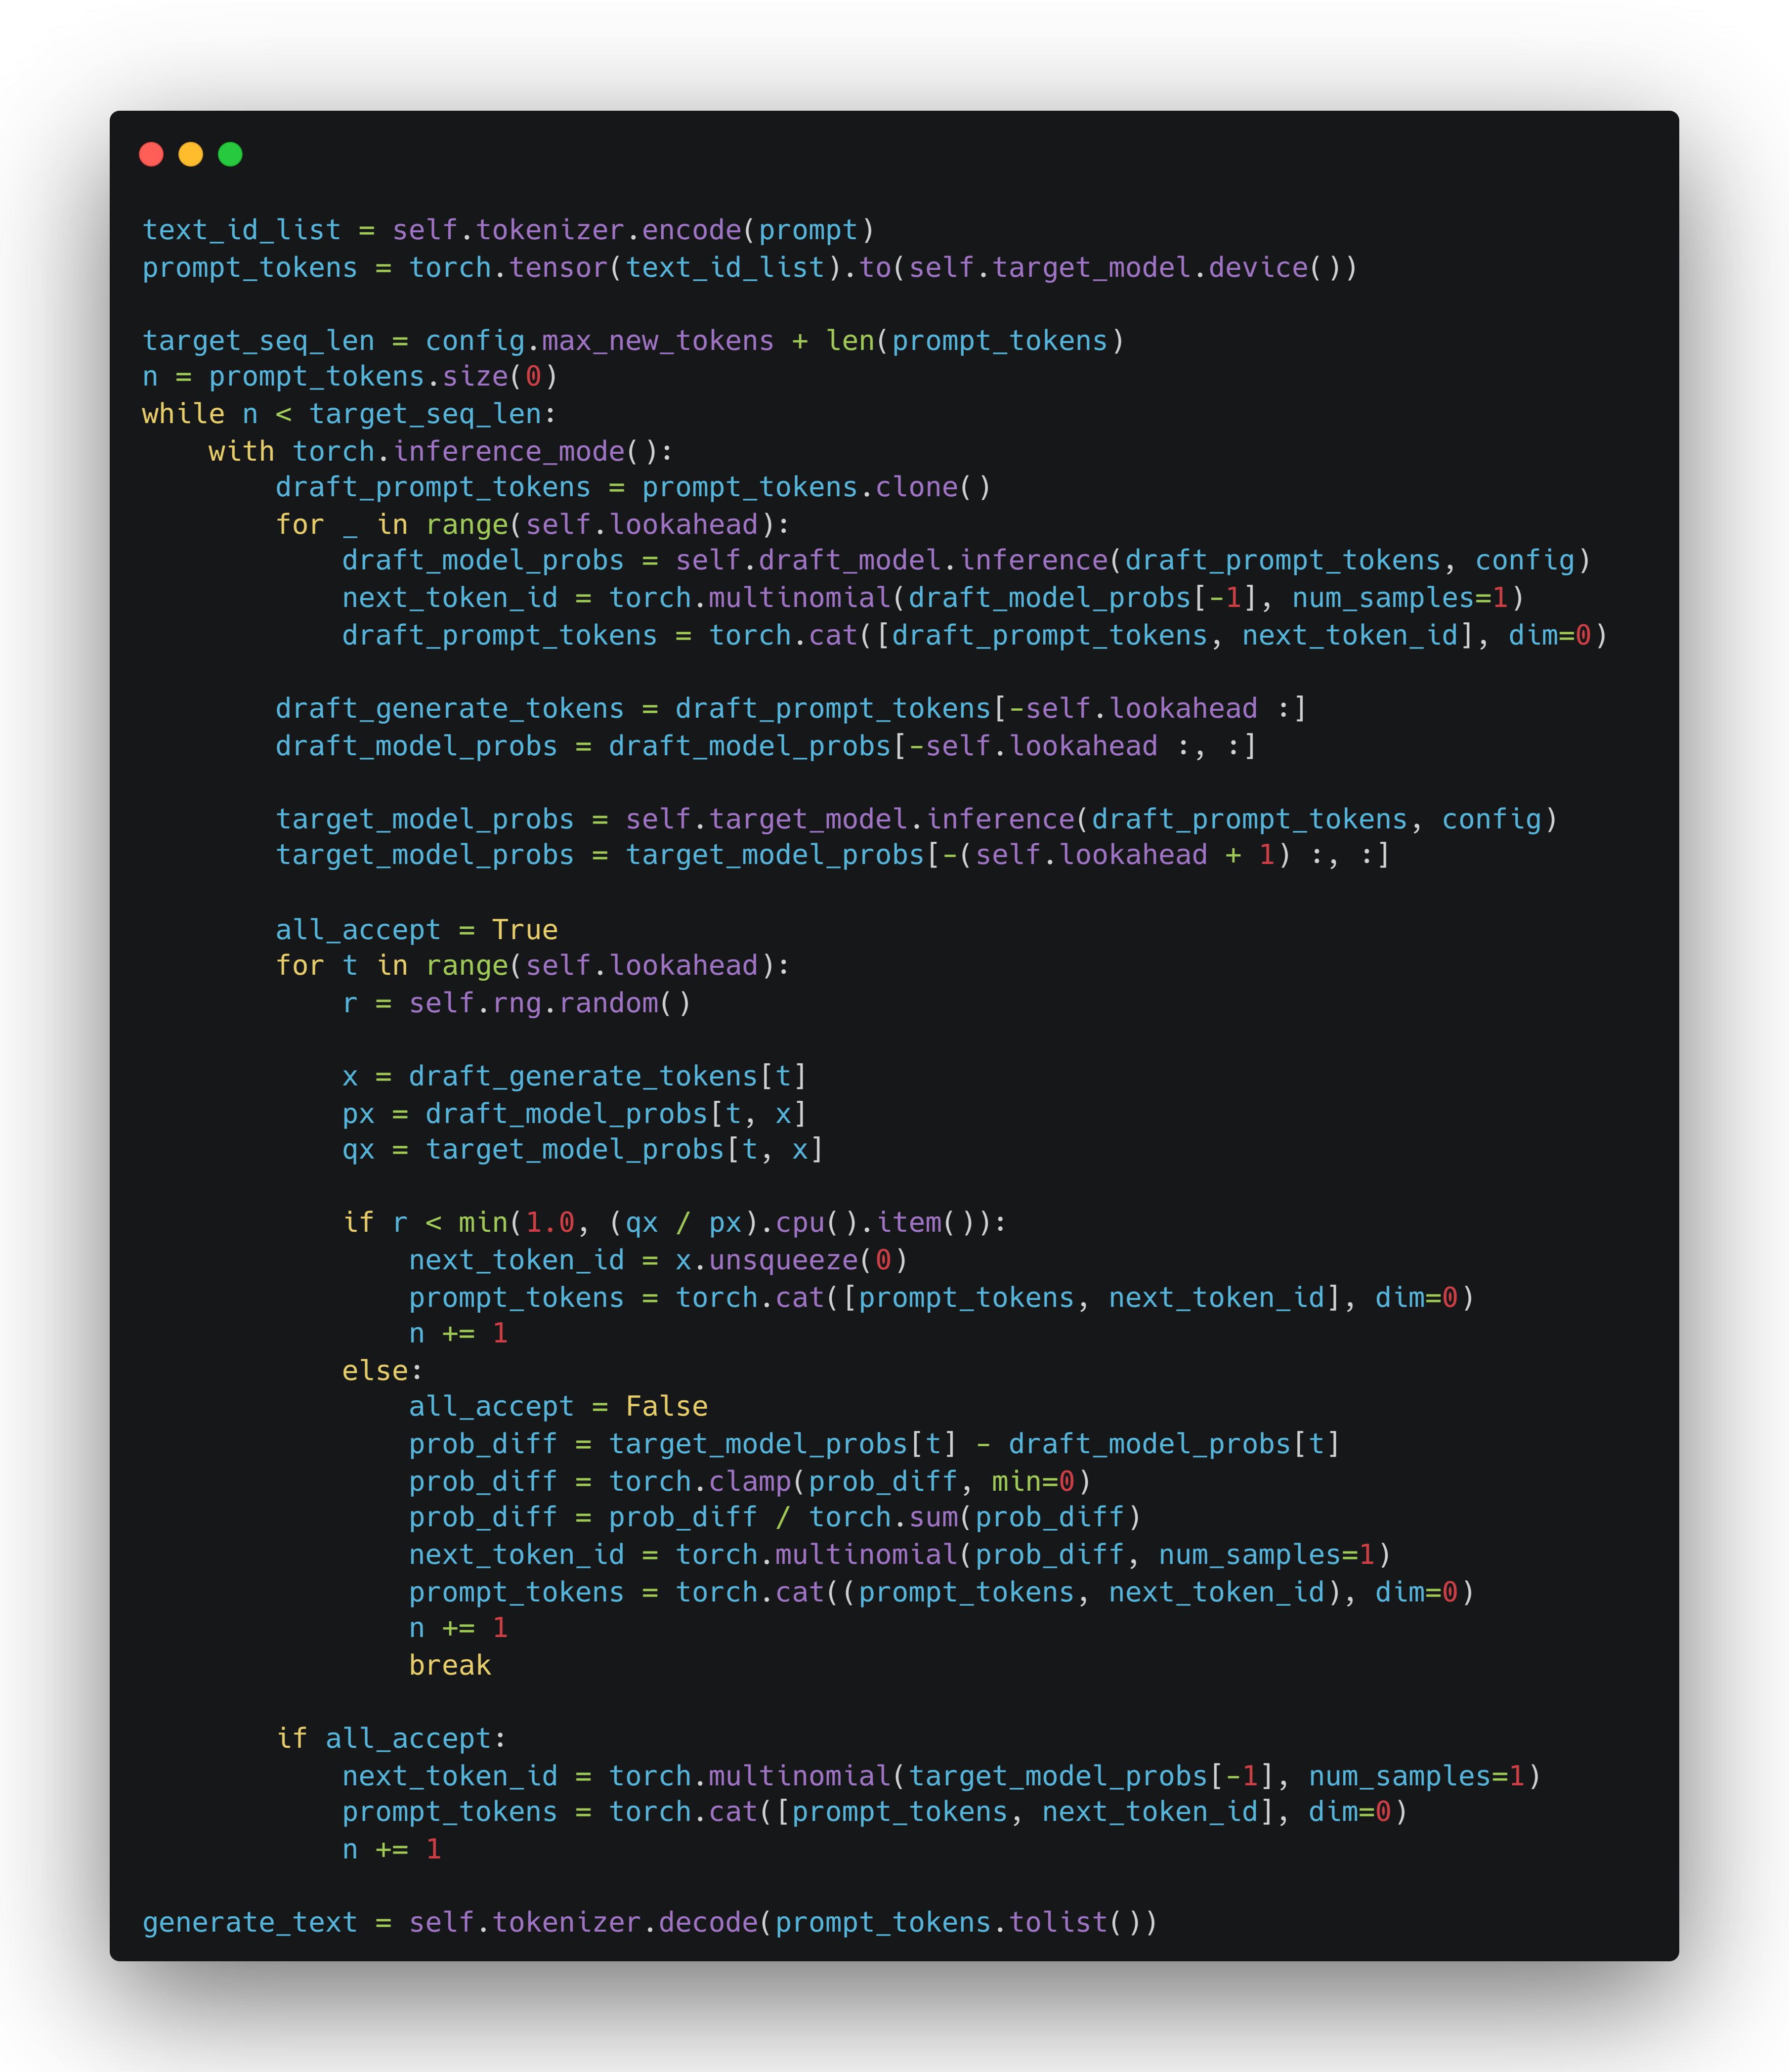 text_id_list = self.tokenizer.encode(prompt)
prompt_tokens = torch.tensor(text_id_list).to(self.target_model.device())

target_seq_len = config.max_new_tokens + len(prompt_tokens)
n = prompt_tokens.size(0)
while n < target_seq_len:
    with torch.inference_mode():
        draft_prompt_tokens = prompt_tokens.clone()
        for _ in range(self.lookahead):
            draft_model_probs = self.draft_model.inference(draft_prompt_tokens, config)
            next_token_id = torch.multinomial(draft_model_probs[-1], num_samples=1)
            draft_prompt_tokens = torch.cat([draft_prompt_tokens, next_token_id], dim=0)

        draft_generate_tokens = draft_prompt_tokens[-self.lookahead :]
        draft_model_probs = draft_model_probs[-self.lookahead :, :]

        target_model_probs = self.target_model.inference(draft_prompt_tokens, config)
        target_model_probs = target_model_probs[-(self.lookahead + 1) :, :]

        all_accept = True
        for t in range(self.lookahead):
            r = self.rng.random()

            x = draft_generate_tokens[t]
            px = draft_model_probs[t, x]
            qx = target_model_probs[t, x]

            if r < min(1.0, (qx / px).cpu().item()):
                next_token_id = x.unsqueeze(0)
                prompt_tokens = torch.cat([prompt_tokens, next_token_id], dim=0)
                n += 1
            else:
                all_accept = False
                prob_diff = target_model_probs[t] - draft_model_probs[t]
                prob_diff = torch.clamp(prob_diff, min=0)
                prob_diff = prob_diff / torch.sum(prob_diff)
                next_token_id = torch.multinomial(prob_diff, num_samples=1)
                prompt_tokens = torch.cat((prompt_tokens, next_token_id), dim=0)
                n += 1
                break

        if all_accept:
            next_token_id = torch.multinomial(target_model_probs[-1], num_samples=1)
            prompt_tokens = torch.cat([prompt_tokens, next_token_id], dim=0)
            n += 1

generate_text = self.tokenizer.decode(prompt_tokens.tolist())